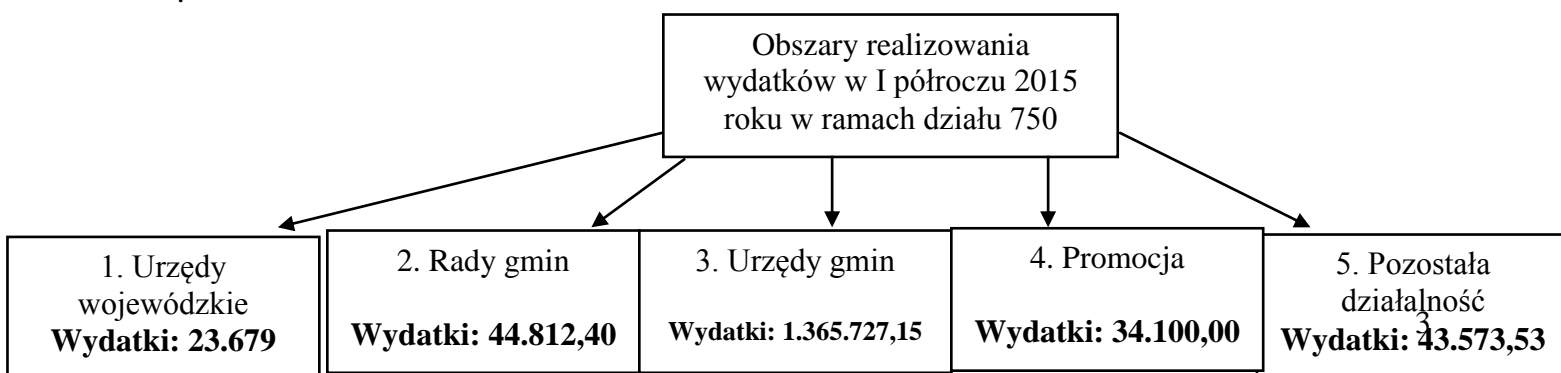 Obszary realizowania
wydatków w I półroczu 2015
roku w ramach działu 750
1. Urzędy
wojewódzkie
Wydatki: 23.679
2. Rady gmin
Wydatki: 44.812,40
3. Urzędy gmin
Wydatki: 1.365.727,15
4. Promocja
Wydatki: 34.100,00
5. Pozostała
działalność
3
Wydatki: 43.573,53